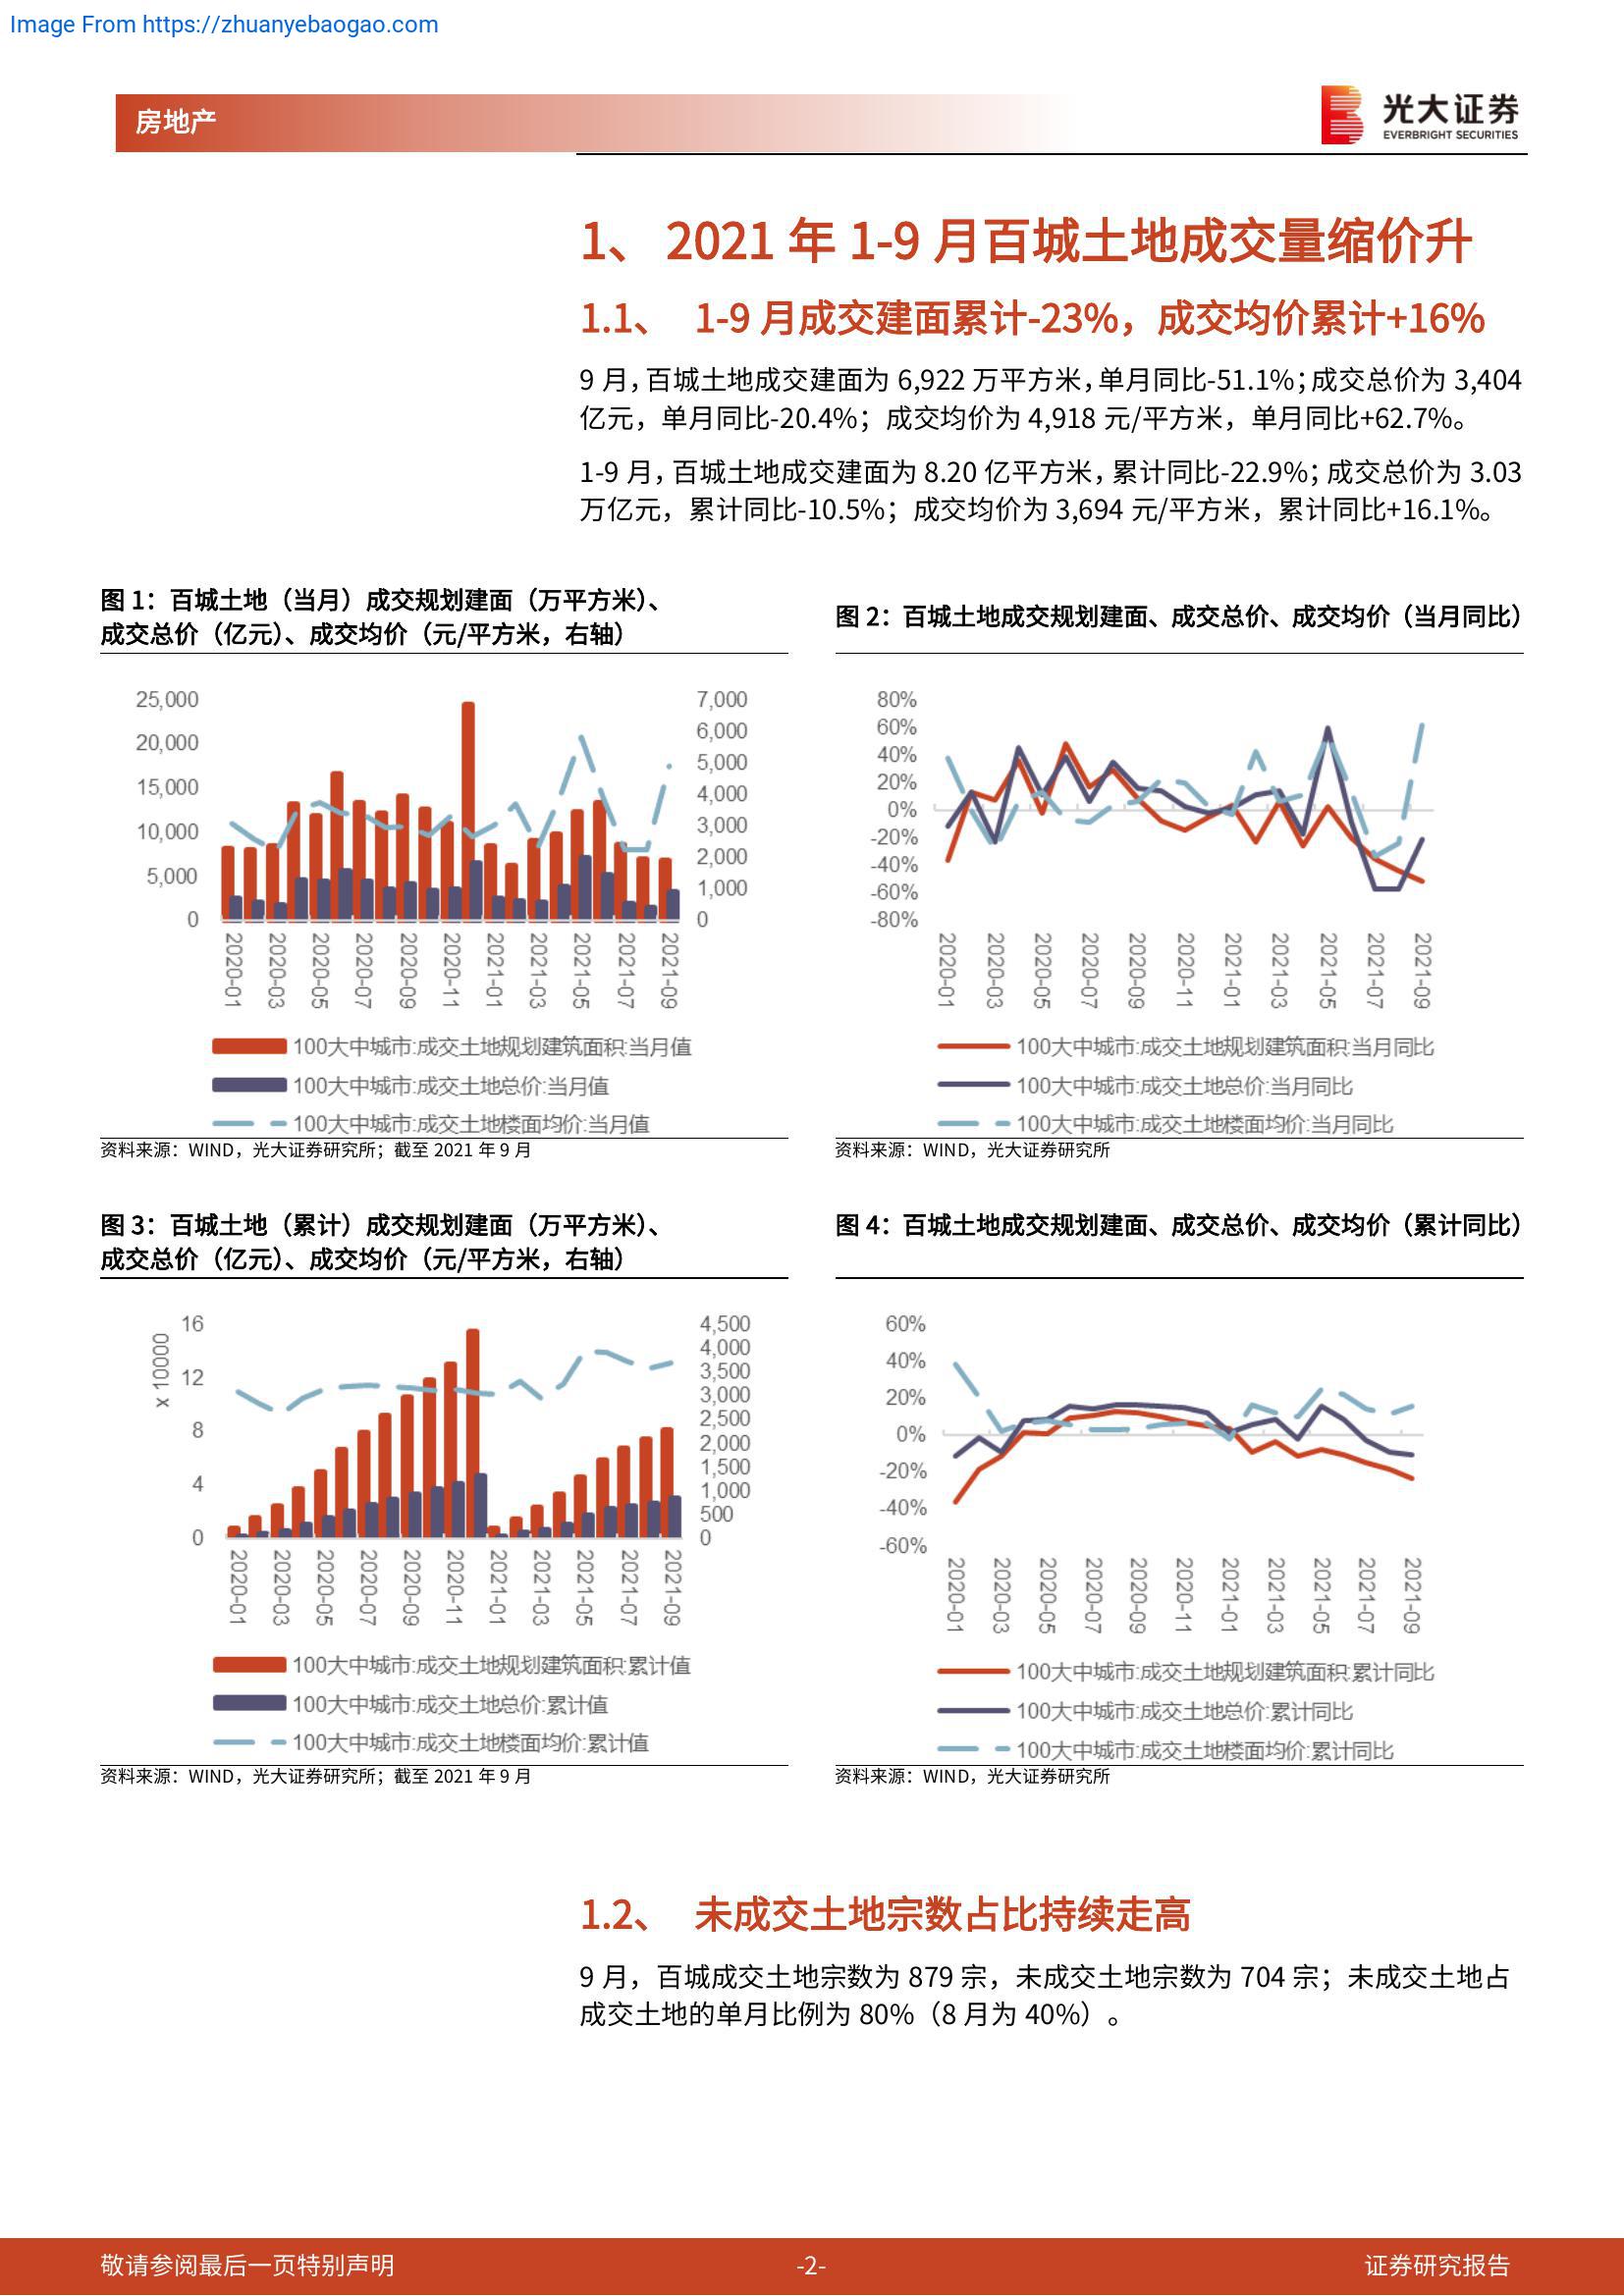 Image From https://zhuanyebaogao.com
房地产
光大证券
EVERBRIGHT SECURITIES
1、 2021 年 1-9 月百城土地成交量缩价升
1.1、 1-9 月成交建面累计-23%，成交均价累计+16%
9 月，百城土地成交建面为 6,922 万平方米，单月同比-51.1%；成交总价为 3,404
亿元，单月同比-20.4%；成交均价为 4,918 元/平方米，单月同比+62.7%。
1-9 月，百城土地成交建面为 8.20 亿平方米，累计同比-22.9%；成交总价为 3.03
万亿元，累计同比-10.5%；成交均价为 3,694 元/平方米，累计同比+16.1%。
图 1：百城土地（当月）成交规划建面（万平方米）、
成交总价（亿元）、成交均价（元/平方米，右轴）
25,000
20,000
15,000
10,000
5,000
0
7,000
6,000
5,000
4,000
3,000
2,000
1,000
0
2020-01
2020-03
2020-05
2020-07
2020-09
2020-11
2021-01
2021-03
2021-05
2021-07
2021-09
100大中城市:成交土地规划建筑面积:当月值
100大中城市:成交土地总价:当月值
100大中城市:成交土地楼面均价:当月值
资料来源：WIND，光大证券研究所；截至 2021 年 9 月
图 2：百城土地成交规划建面、成交总价、成交均价（当月同比）
80%
60%
40%
20%
0%
-20%
-40%
-60%
-80%
2020-01
2020-03
2020-05
2020-07
2020-09
2020-11
2021-01
2021-03
2021-05
2021-07
2021-09
100大中城市:成交土地规划建筑面积:当月同比
100大中城市:成交土地总价:当月同比
100大中城市:成交土地楼面均价:当月同比
资料来源：WIND，光大证券研究所
图 3：百城土地（累计）成交规划建面（万平方米）、
成交总价（亿元）、成交均价（元/平方米，右轴）
x 10000
16
12
8
4
0
4,500
4,000
3,500
3,000
2,500
2,000
1,500
1,000
500
0
2020-01
2020-03
2020-05
2020-07
2020-09
2020-11
2021-01
2021-03
2021-05
2021-07
2021-09
100大中城市:成交土地规划建筑面积:累计值
100大中城市:成交土地总价:累计值
100大中城市:成交土地楼面均价:累计值
资料来源：WIND，光大证券研究所；截至 2021 年 9 月
图 4：百城土地成交规划建面、成交总价、成交均价（累计同比）
60%
40%
20%
0%
-20%
-40%
-60%
2020-01
2020-03
2020-05
2020-07
2020-09
2020-11
2021-01
2021-03
2021-05
2021-07
2021-09
100大中城市:成交土地规划建筑面积:累计同比
100大中城市:成交土地总价:累计同比
100大中城市:成交土地楼面均价:累计同比
资料来源：WIND，光大证券研究所
1.2、 未成交土地宗数占比持续走高
9 月，百城成交土地宗数为 879 宗，未成交土地宗数为 704 宗；未成交土地占
成交土地的单月比例为 80%（8 月为 40%）。
敬请参阅最后一页特别声明
-2-
证券研究报告